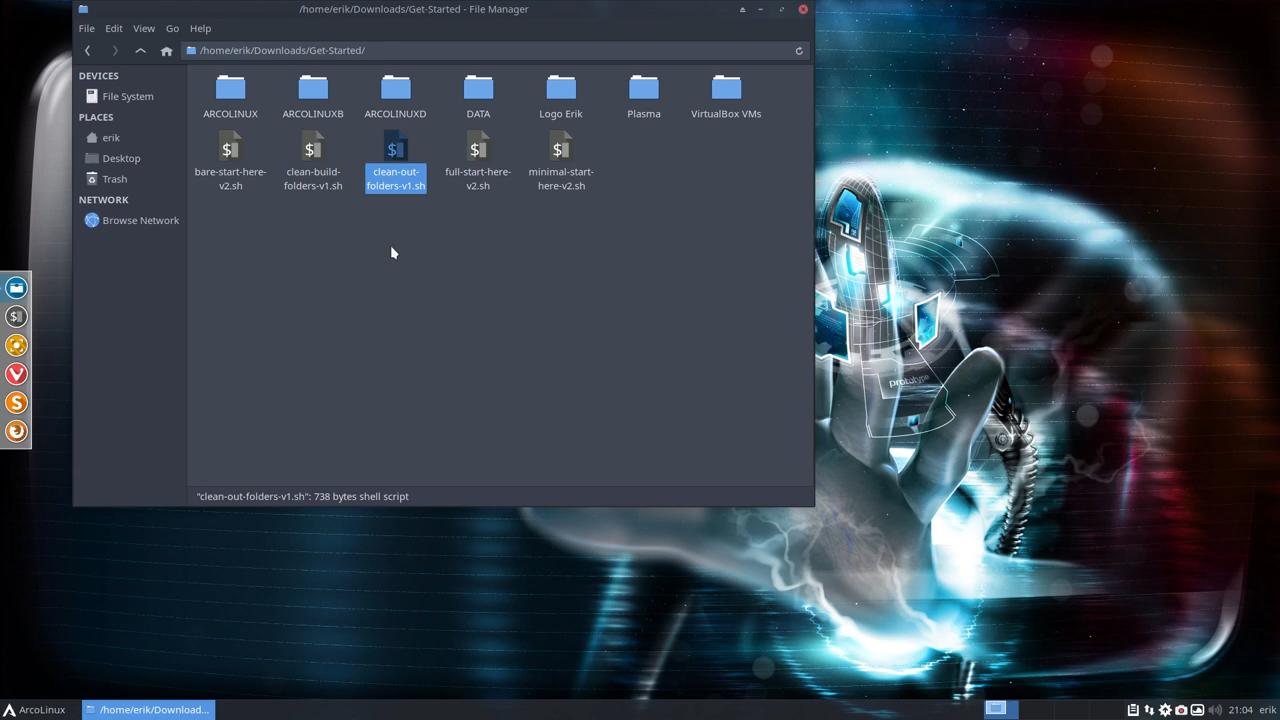 /home/erik/Downloads/Get-Started - File Manager
File Edit View Go Help
/home/erik/Downloads/Get-Started/
DEVICES
File System
PLACES
erik
Desktop
Trash
NETWORK
Browse Network
ARCOLINUX
ARCOLINUXB
ARCOLINUXD
DATA
Logo Erik
Plasma
VirtualBox VMs
bare-start-here-
v2.sh
clean-build-
folders-v1.sh
clean-out-
folders-v1.sh
full-start-here-
v2.sh
minimal-start-
here-v2.sh
"clean-out-folders-v1.sh": 738 bytes shell script
prototype
ArcoLinux
/home/erik/Download...
21:04 erik